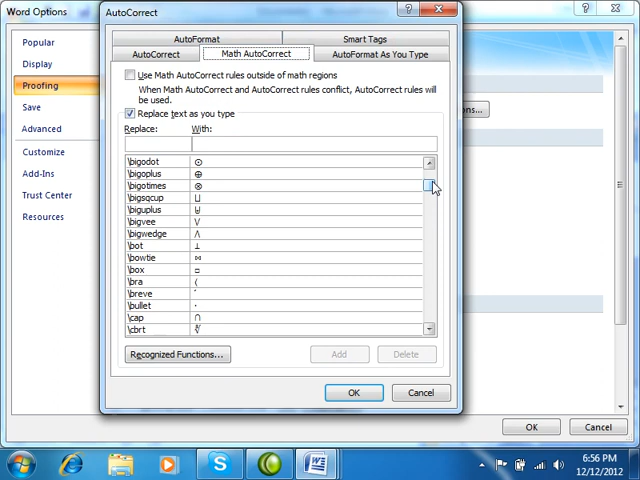 Word Options
Popular
Display
Proofing
Save
Advanced
Customize
Add-Ins
Trust Center
Resources
AutoCorrect
AutoFormat
Smart Tags
AutoCorrect
Math AutoCorrect
AutoFormat As You Type
Use Math AutoCorrect rules outside of math regions
When Math AutoCorrect and AutoCorrect rules conflict, AutoCorrect rules will
be used.
Replace text as you type
Replace: With:
\bigodot ⊙
\bigoplus ⊕
\bigotimes ⊗
\bigsqcup ⊔
\biguplus ⊎
\bigvee ⋁
\bigwedge ⋀
\bot ⊥
\bowtie ⋈
\box □
\bra ⟨
\breve ̆
\bullet ∙
\cap ∩
\cbrt ∛
Recognized Functions...
Add
Delete
OK
Cancel
ons...
OK
Cancel
6:56 PM
12/12/2012